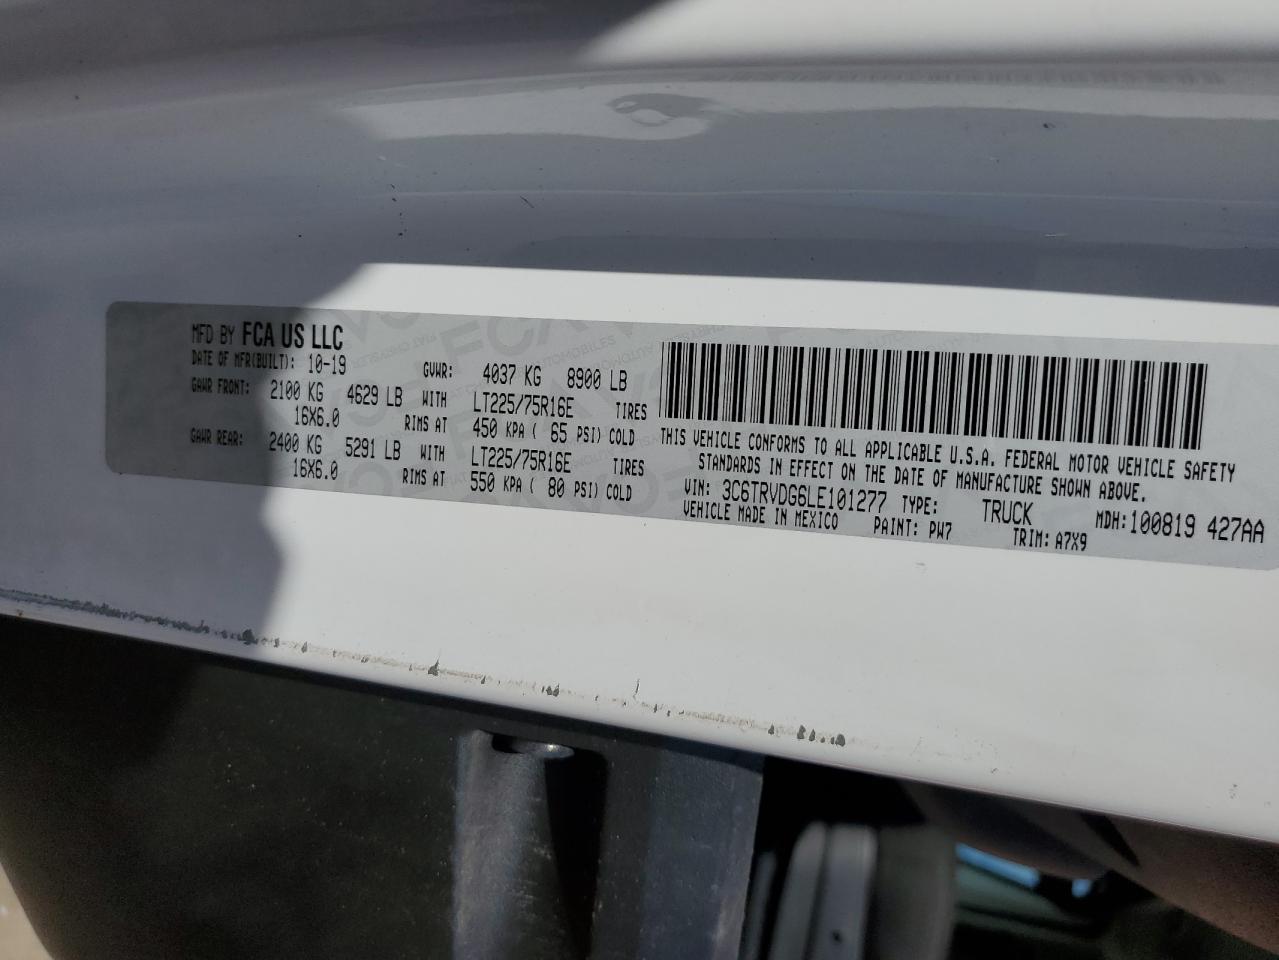 MFD BY FCA US LLC
DATE OF MFR(BUILT): 10-19 GVWR: 4037 KG 8900 LB
GAWR FRONT: 2100 KG 4629 LB WITH LT225/75R16E TIRES
16X6.0 RIMS AT 450 KPA ( 65 PSI) COLD
GAWR REAR: 2400 KG 5291 LB WITH LT225/75R16E TIRES
16X6.0 RIMS AT 550 KPA ( 80 PSI) COLD
THIS VEHICLE CONFORMS TO ALL APPLICABLE U.S.A. FEDERAL MOTOR VEHICLE SAFETY
STANDARDS IN EFFECT ON THE DATE OF MANUFACTURE SHOWN ABOVE.
VIN: 3C6TRVDG6LE101277 TYPE: TRUCK MDH:100819 427AA
VEHICLE MADE IN MEXICO PAINT: PW7 TRIM: A7X9